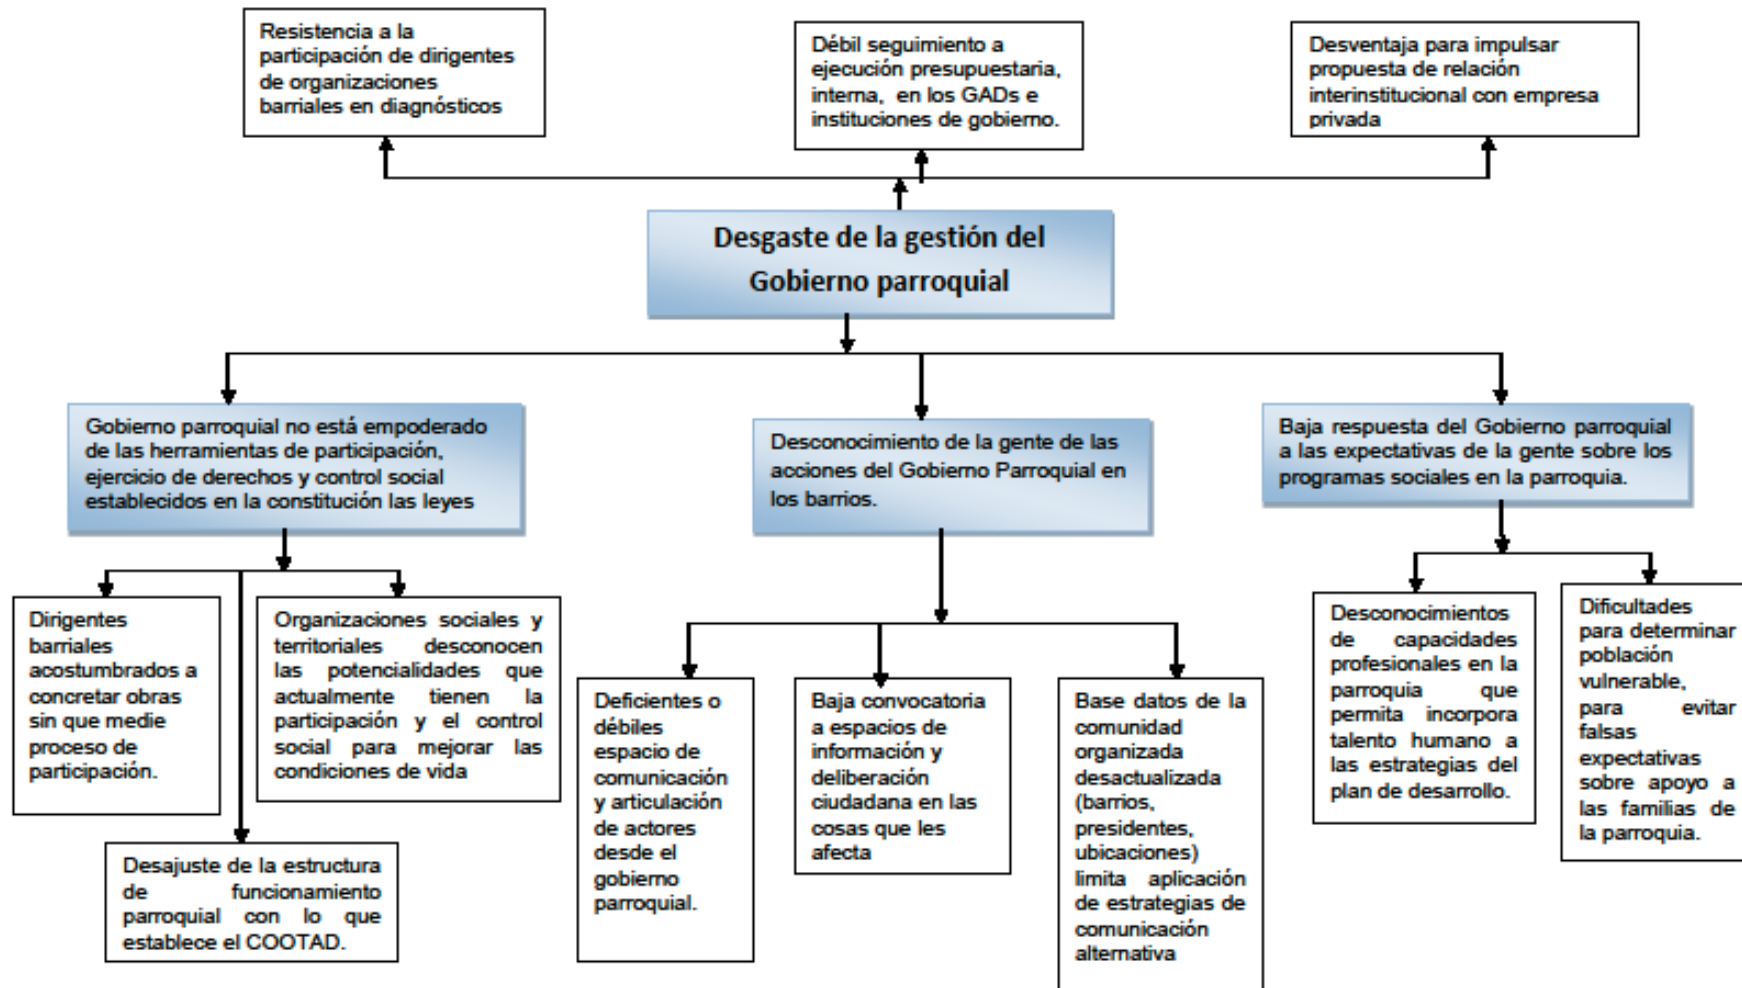 Resistencia a la
participación de dirigentes
de organizaciones
barriales en diagnósticos
Débil seguimiento a
ejecución presupuestaria,
interna, en los GADs e
instituciones de gobierno.
Desventaja para impulsar
propuesta de relación
interinstitucional con empresa
privada
Desgaste de la gestión del
Gobierno parroquial
Gobierno parroquial no está empoderado
de las herramientas de participación,
ejercicio de derechos y control social
establecidos en la constitución las leyes
Desconocimiento de la gente de las
acciones del Gobierno Parroquial en
los barrios.
Baja respuesta del Gobierno parroquial
a las expectativas de la gente sobre los
programas sociales en la parroquia.
Dirigentes
barriales
acostumbrados a
concretar obras
sin que medie
proceso de
participación.
Organizaciones sociales y
territoriales desconocen
las potencialidades que
actualmente tienen la
participación y el control
social para mejorar las
condiciones de vida
Desajuste de la estructura
de funcionamiento
parroquial con lo que
establece el COOTAD.
Deficientes o
débiles
espacio de
comunicación
y articulación
de actores
desde el
gobierno
parroquial.
Baja convocatoria
a espacios de
información y
deliberación
ciudadana en las
cosas que les
afecta
Base datos de la
comunidad
organizada
desactualizada
(barrios,
presidentes,
ubicaciones)
limita aplicación
de estrategias de
comunicación
alternativa
Desconocimientos
de capacidades
profesionales en la
parroquia que
permita incorpora
talento humano a
las estrategias del
plan de desarrollo.
Dificultades
para determinar
población
vulnerable,
para evitar
falsas
expectativas
sobre apoyo a
las familias de
la parroquia.